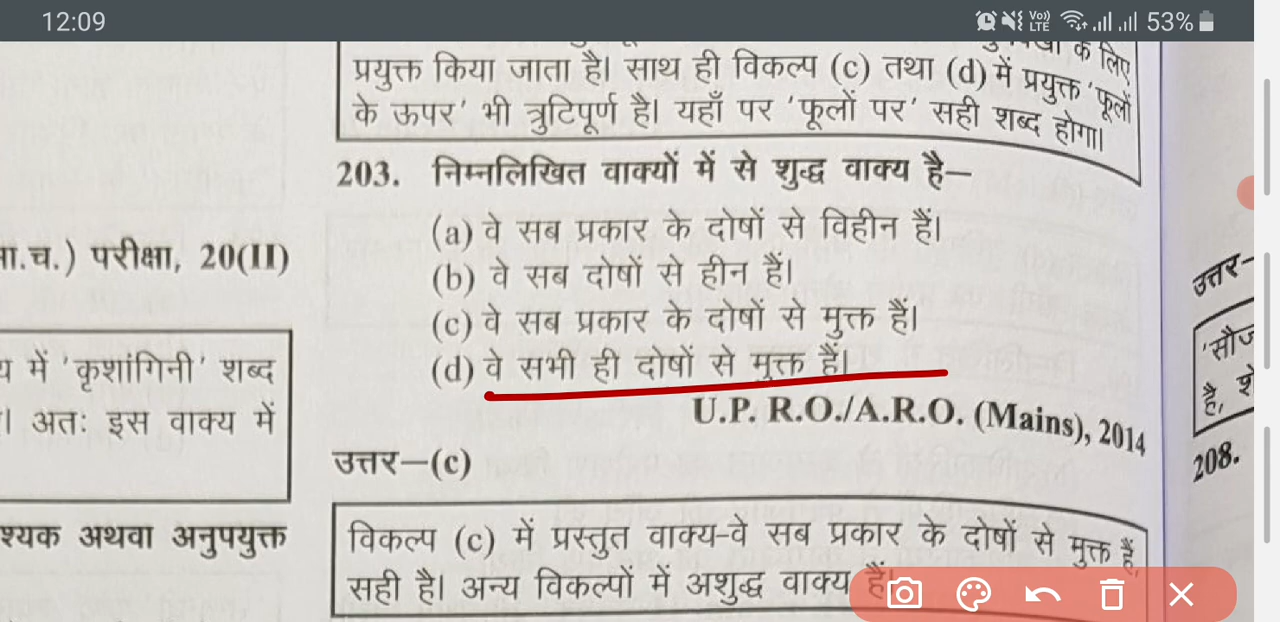 12:09
Vo))
LTE
53%
के लिए
प्रयुक्त किया जाता है। साथ ही विकल्प (c) तथा (d) में प्रयुक्त 'फूलों
के ऊपर' भी त्रुटिपूर्ण है। यहाँ पर 'फूलों पर' सही शब्द होगा।
203. निम्नलिखित वाक्यों में से शुद्ध वाक्य है–
(a) वे सब प्रकार के दोषों से विहीन हैं।
(b) वे सब दोषों से हीन हैं।
(c) वे सब प्रकार के दोषों से मुक्त हैं।
(d) वे सभी ही दोषों से मुक्त हैं।
U.P. R.O./A.R.O. (Mains), 2014
उत्तर–(c)
विकल्प (c) में प्रस्तुत वाक्य-वे सब प्रकार के दोषों से मुक्त हैं,
सही है। अन्य विकल्पों में अशुद्ध वाक्य हैं।
.च.) परीक्षा, 20(II)
में 'कृशांगिनी' शब्द
। अतः इस वाक्य में
श्यक अथवा अनुपयुक्त
उत्तर–
'सौज
है, शे
208.